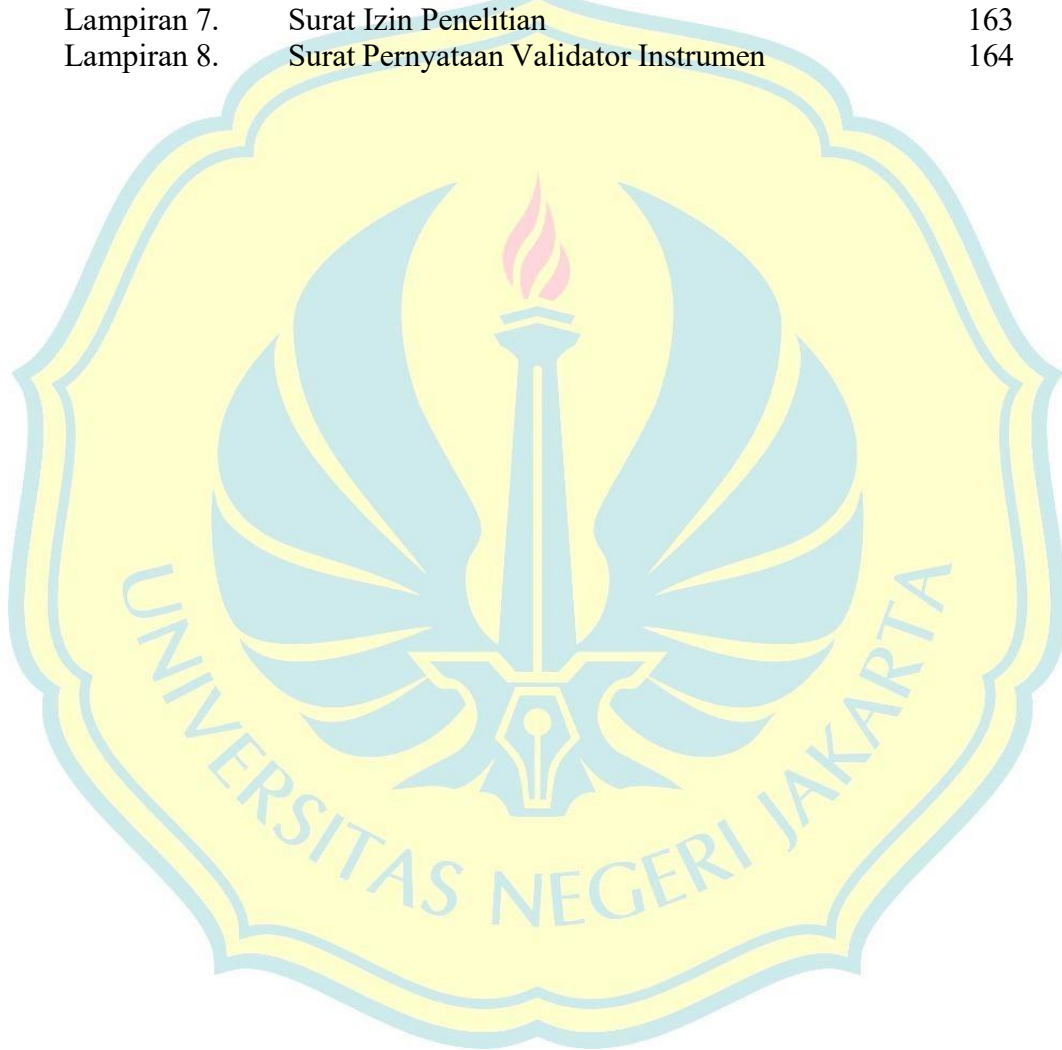 Lampiran 7. Surat Izin Penelitian 163
Lampiran 8. Surat Pernyataan Validator Instrumen 164
UNIVERSITAS NEGERI JAKARTA